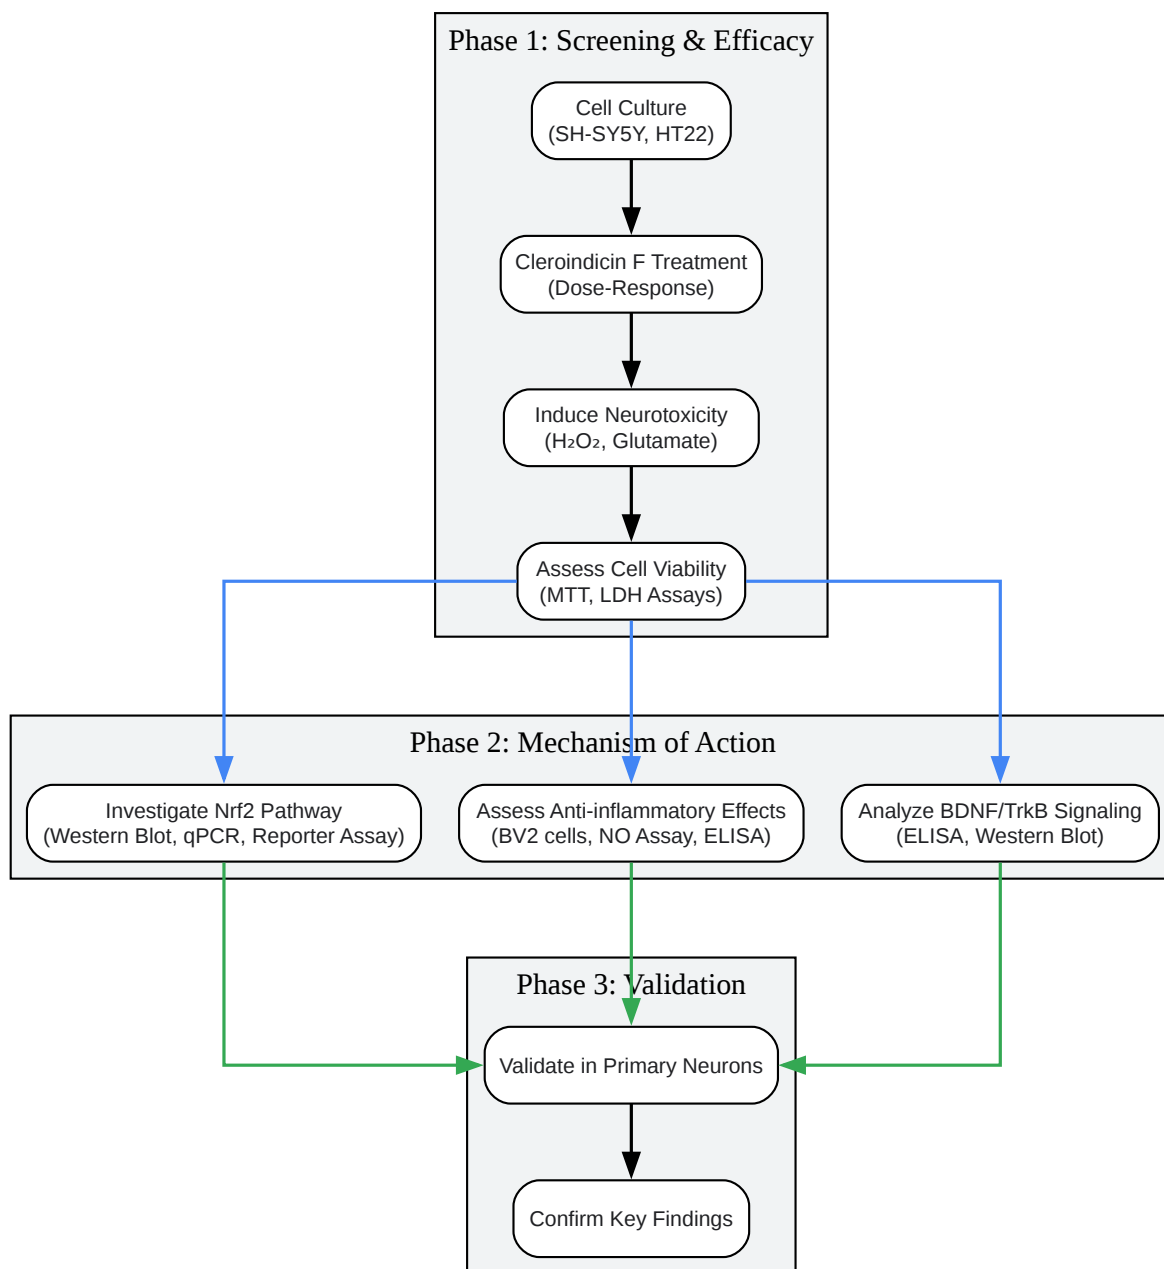 Phase 1: Screening & Efficacy
Cell Culture
(SH-SY5Y, HT22)
Cleroindicin F Treatment
(Dose-Response)
Induce Neurotoxicity
(H₂O₂, Glutamate)
Assess Cell Viability
(MTT, LDH Assays)
Phase 2: Mechanism of Action
Investigate Nrf2 Pathway
(Western Blot, qPCR, Reporter Assay)
Assess Anti-inflammatory Effects
(BV2 cells, NO Assay, ELISA)
Analyze BDNF/TrkB Signaling
(ELISA, Western Blot)
Phase 3: Validation
Validate in Primary Neurons
Confirm Key Findings